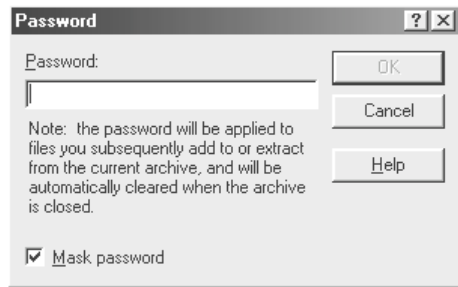 Password
Password:
OK
Cancel
Note: the password will be applied to
files you subsequently add to or extract
from the current archive, and will be
automatically cleared when the archive
is closed.
Help
Mask password